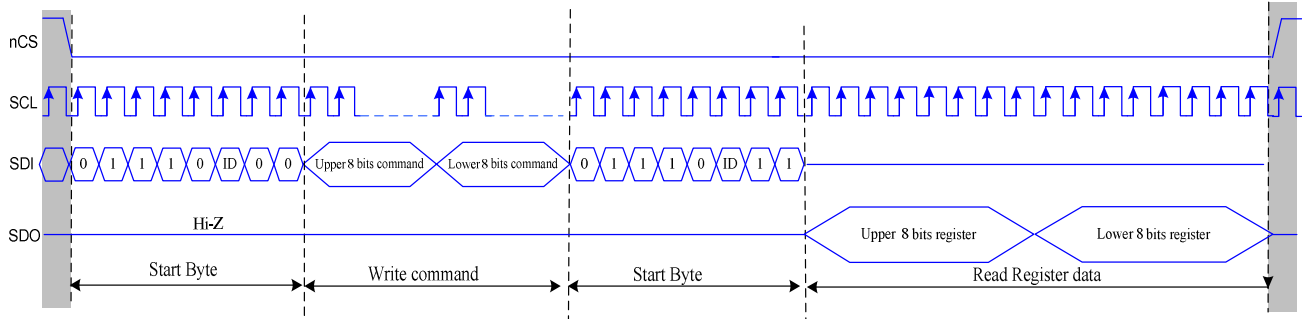 nCS
SCL
SDI 0 1 1 1 0 ID 0 0 Upper 8 bits command Lower 8 bits command 0 1 1 1 0 ID 1 1
Hi-Z
SDO Upper 8 bits register Lower 8 bits register
Start Byte Write command Start Byte Read Register data